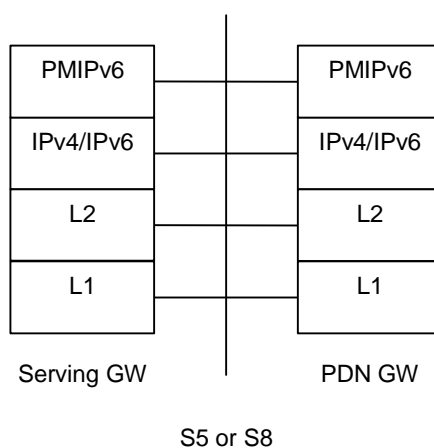 PMIPv6 PMIPv6
IPv4/IPv6 IPv4/IPv6
L2 L2
L1 L1
Serving GW PDN GW
S5 or S8